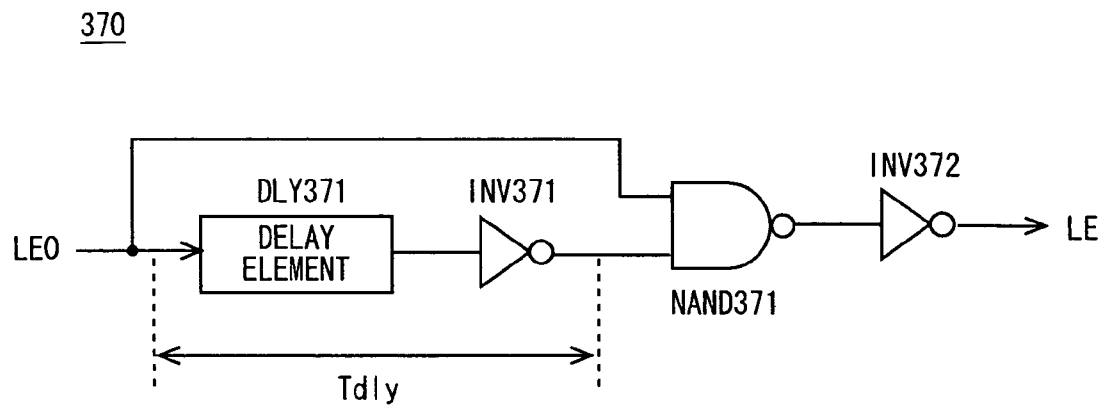 370
DLY371
INV371
INV372
LE0
DELAY
ELEMENT
LE
NAND371
Tdly